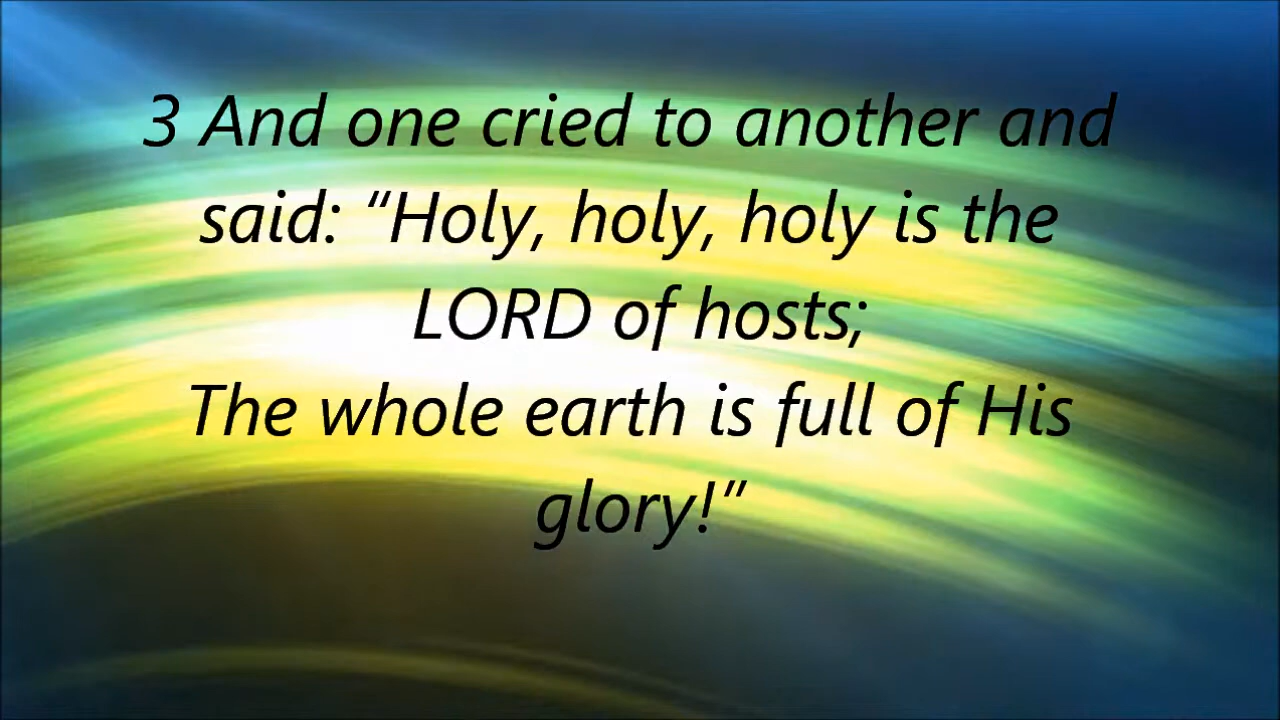 3 And one cried to another and
said: “Holy, holy, holy is the
LORD of hosts;
The whole earth is full of His
glory!”